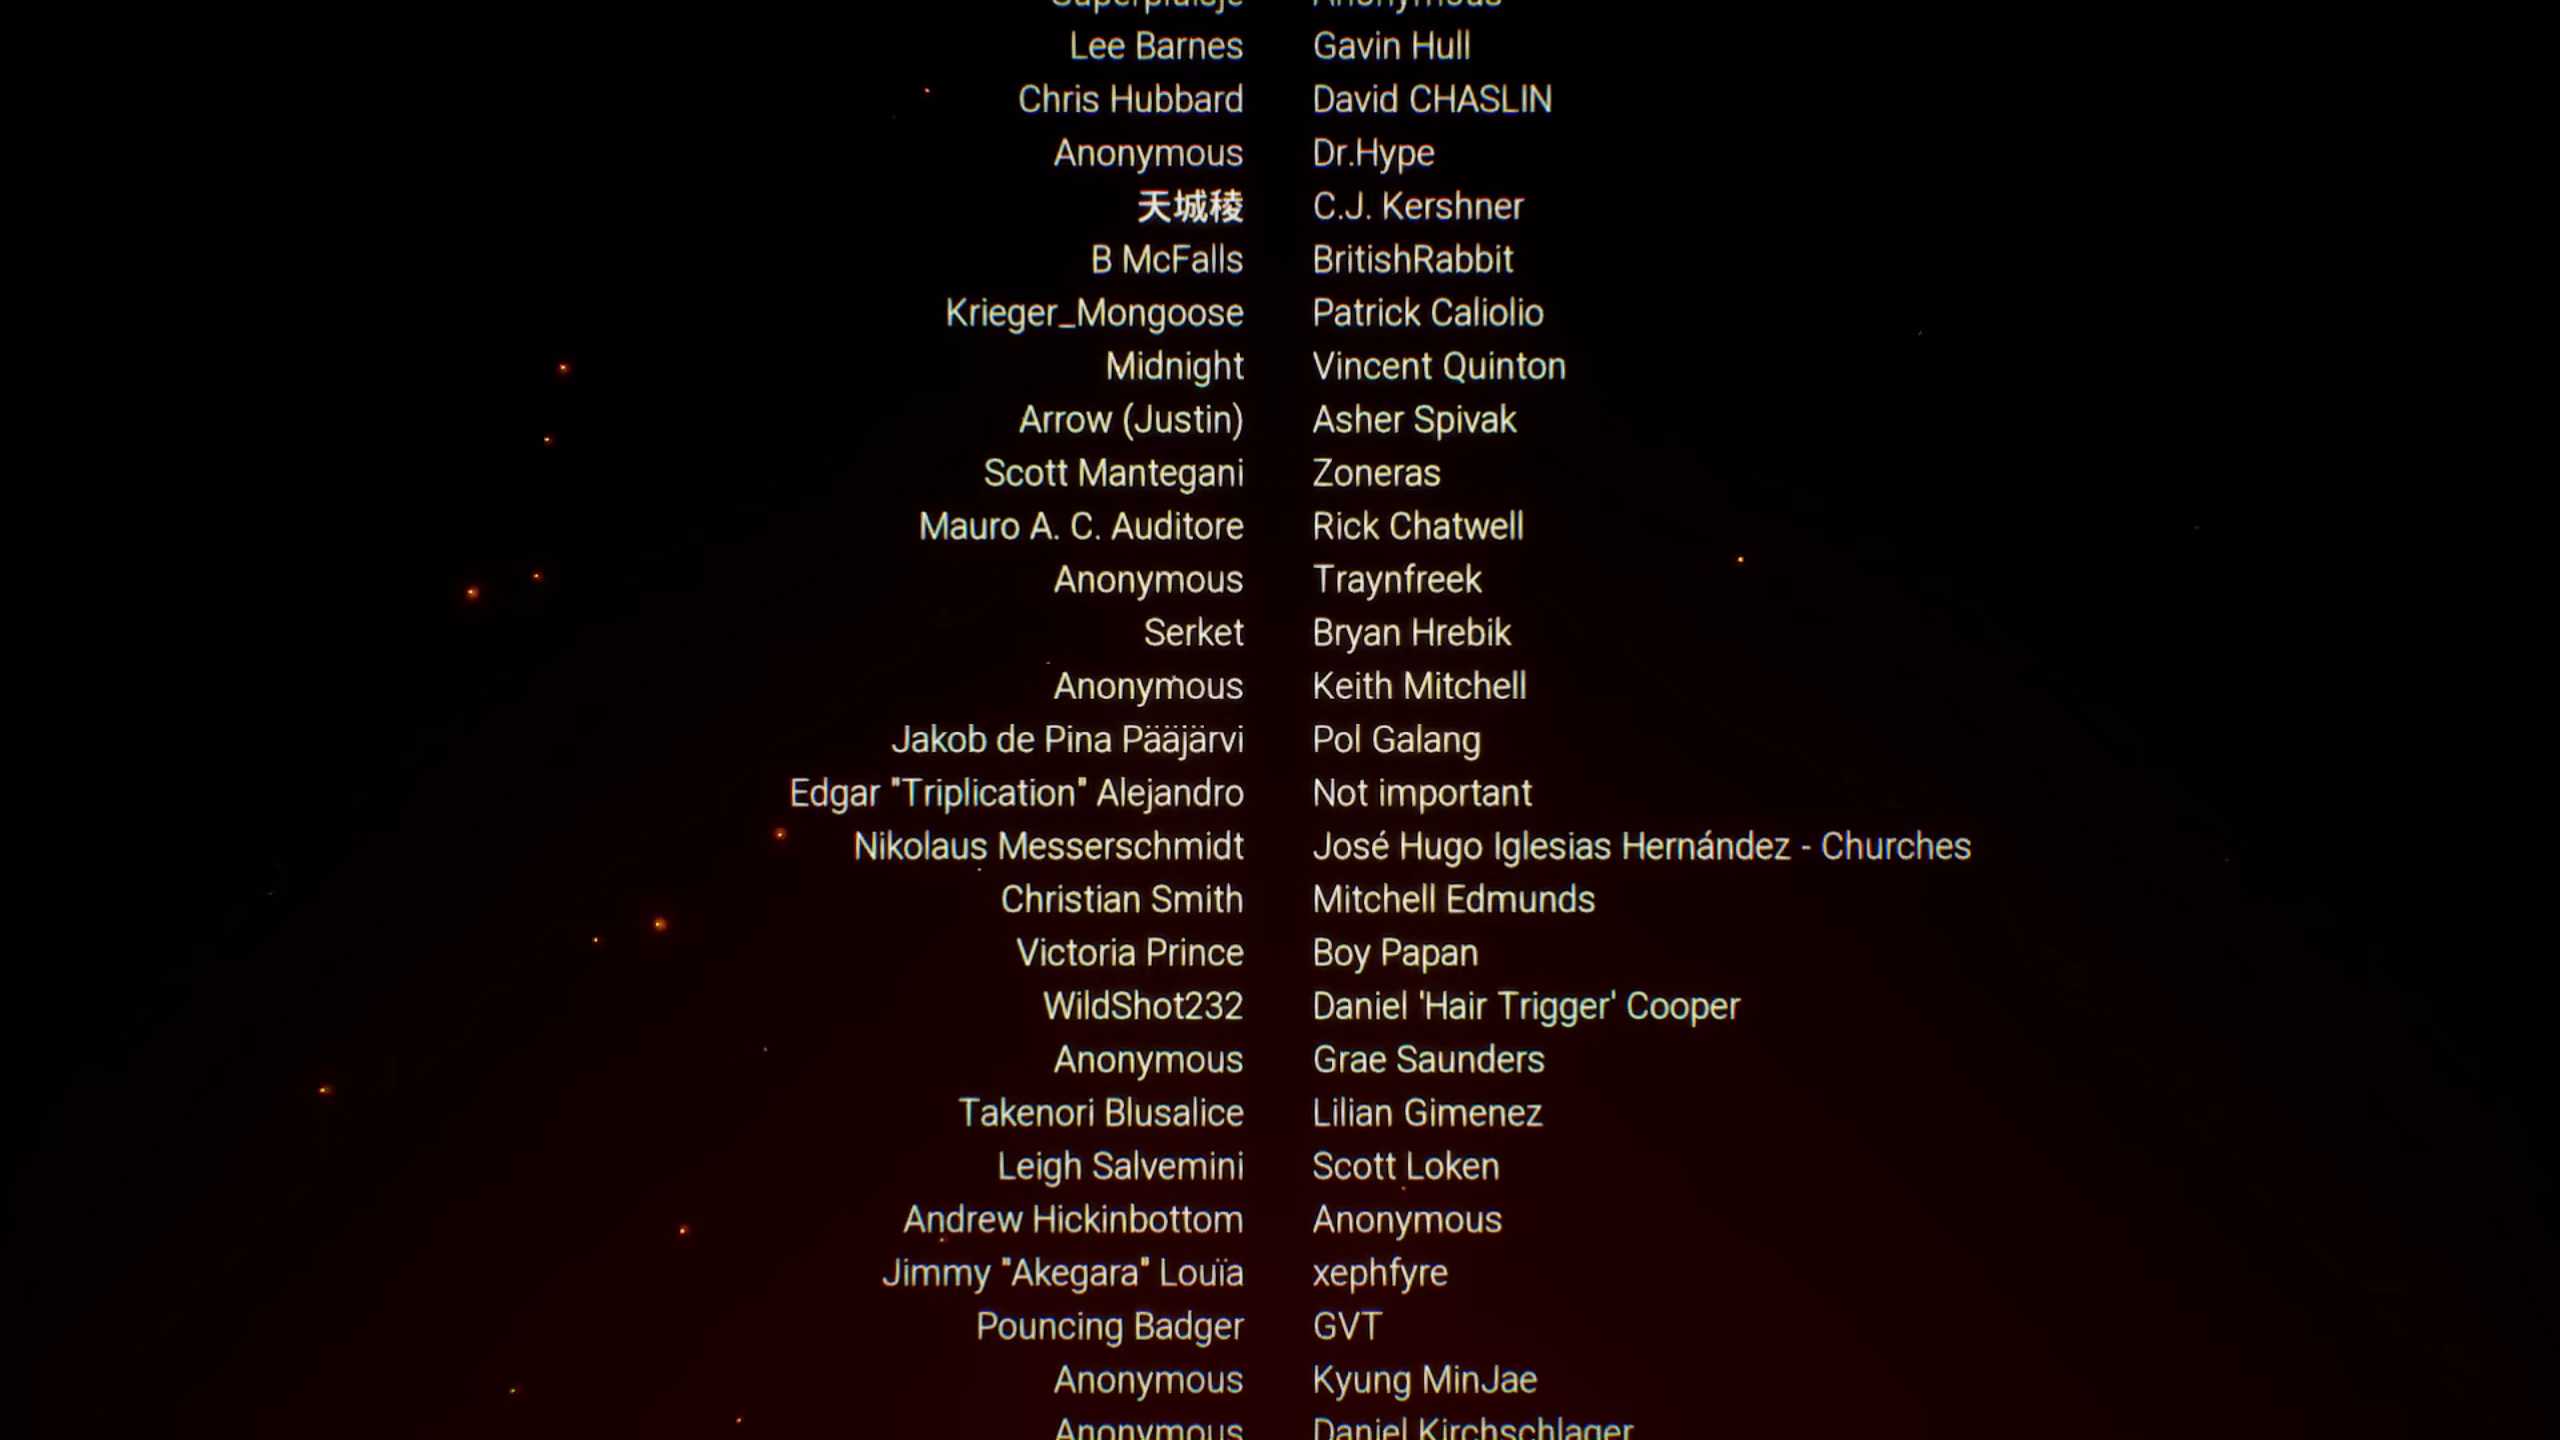 Superpluisje Anonymous
Lee Barnes Gavin Hull
Chris Hubbard David CHASLIN
Anonymous Dr.Hype
天城稜 C.J. Kershner
B McFalls BritishRabbit
Krieger_Mongoose Patrick Caliolio
Midnight Vincent Quinton
Arrow (Justin) Asher Spivak
Scott Mantegani Zoneras
Mauro A. C. Auditore Rick Chatwell
Anonymous Traynfreek
Serket Bryan Hrebik
Anonymous Keith Mitchell
Jakob de Pina Pääjärvi Pol Galang
Edgar "Triplication" Alejandro Not important
Nikolaus Messerschmidt José Hugo Iglesias Hernández - Churches
Christian Smith Mitchell Edmunds
Victoria Prince Boy Papan
WildShot232 Daniel 'Hair Trigger' Cooper
Anonymous Grae Saunders
Takenori Blusalice Lilian Gimenez
Leigh Salvemini Scott Loken
Andrew Hickinbottom Anonymous
Jimmy "Akegara" Louïa xephfyre
Pouncing Badger GVT
Anonymous Kyung MinJae
Anonymous Daniel Kirchschlager